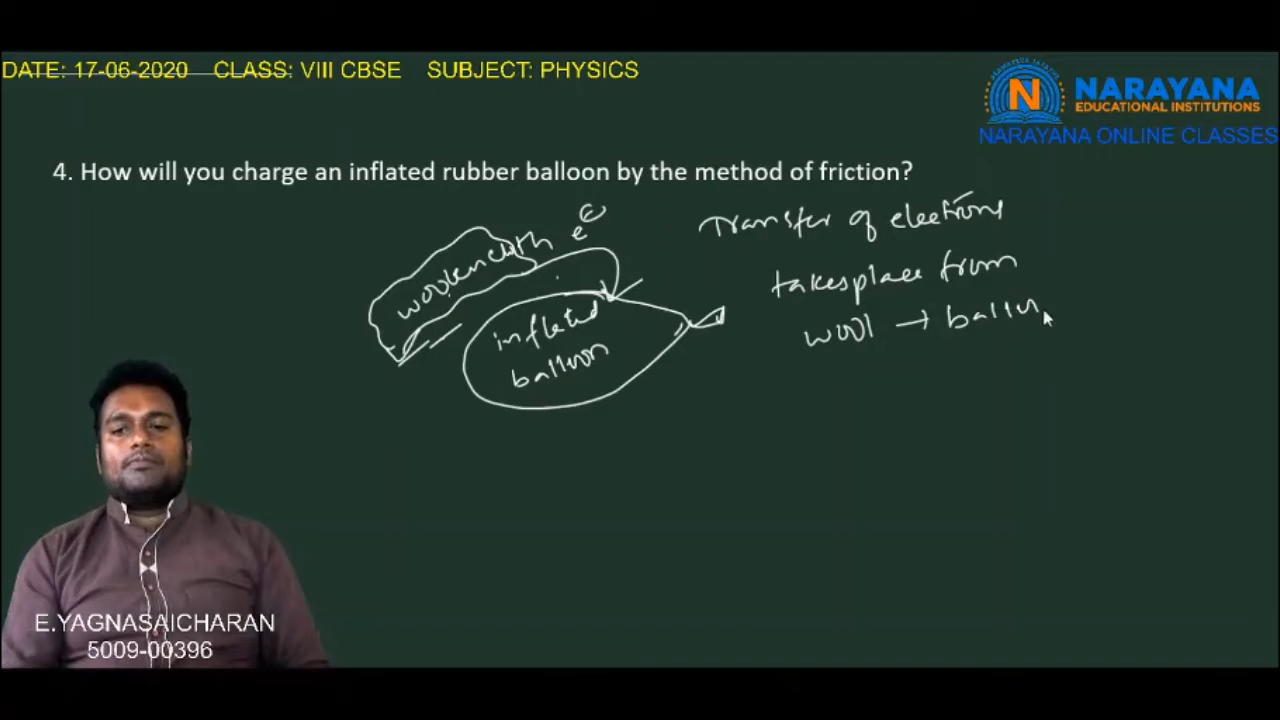 DATE: 17-06-2020 CLASS: VIII CBSE SUBJECT: PHYSICS
NARAYANA
EDUCATIONAL INSTITUTIONS
NARAYANA ONLINE CLASSES
4. How will you charge an inflated rubber balloon by the method of friction?
woolen cloth e
inflated
balloon
Transfer of electrons
takesplace from
wool → balloon
E.YAGNASAICHARAN
5009-00396